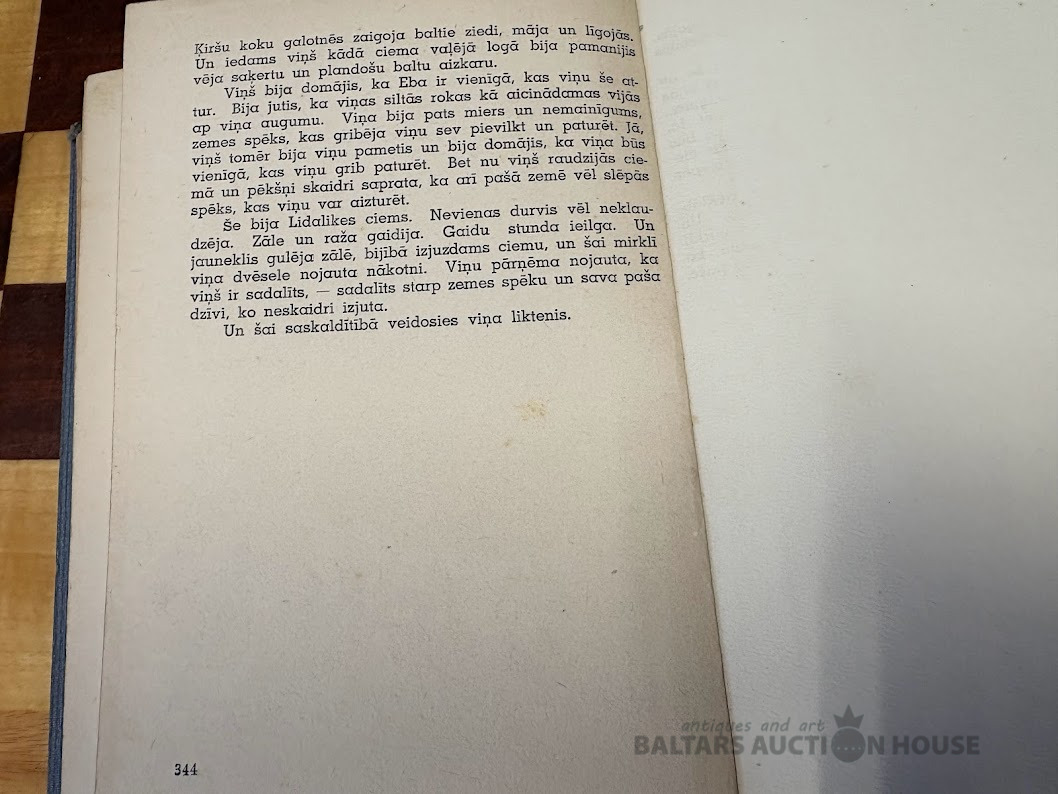 Ķiršu koku galotnēs zaigoja baltie ziedi, māja un līgojās.
Un iedams viņš kādā ciema vaļējā logā bija pamanijis
vēja saķertu un plandošu baltu aizkaru.
Viņš bija domājis, ka Eba ir vienīgā, kas viņu še at-
tur. Bija jutis, ka viņas siltās rokas kā aicinādamas vijās
ap viņa augumu. Viņa bija pats miers un nemainīgums,
zemes spēks, kas gribēja viņu sev pievilkt un paturēt. Jā,
viņš tomēr bija viņu pametis un bija domājis, ka viņa būs
vienīgā, kas viņu grib paturēt. Bet nu viņš raudzijās cie-
mā un pēkšņi skaidri saprata, ka arī pašā zemē vēl slēpās
spēks, kas viņu var aizturēt.
Še bija Lidalikes ciems. Nevienas durvis vēl neklau-
dzēja. Zāle un raža gaidīja. Gaidu stunda ieilga. Un
jauneklis gulēja zālē, bijībā izjuzdams ciemu, un šai mirklī
viņa dvēsele nojauta nākotni. Viņu pārņēma nojauta, ka
viņš ir sadalīts, — sadalīts starp zemes spēku un sava paša
dzīvi, ko neskaidri izjuta.
Un šai saskaldītībā veidosies viņa liktenis.
344
antiques and art
BALTARS AUCTION HOUSE